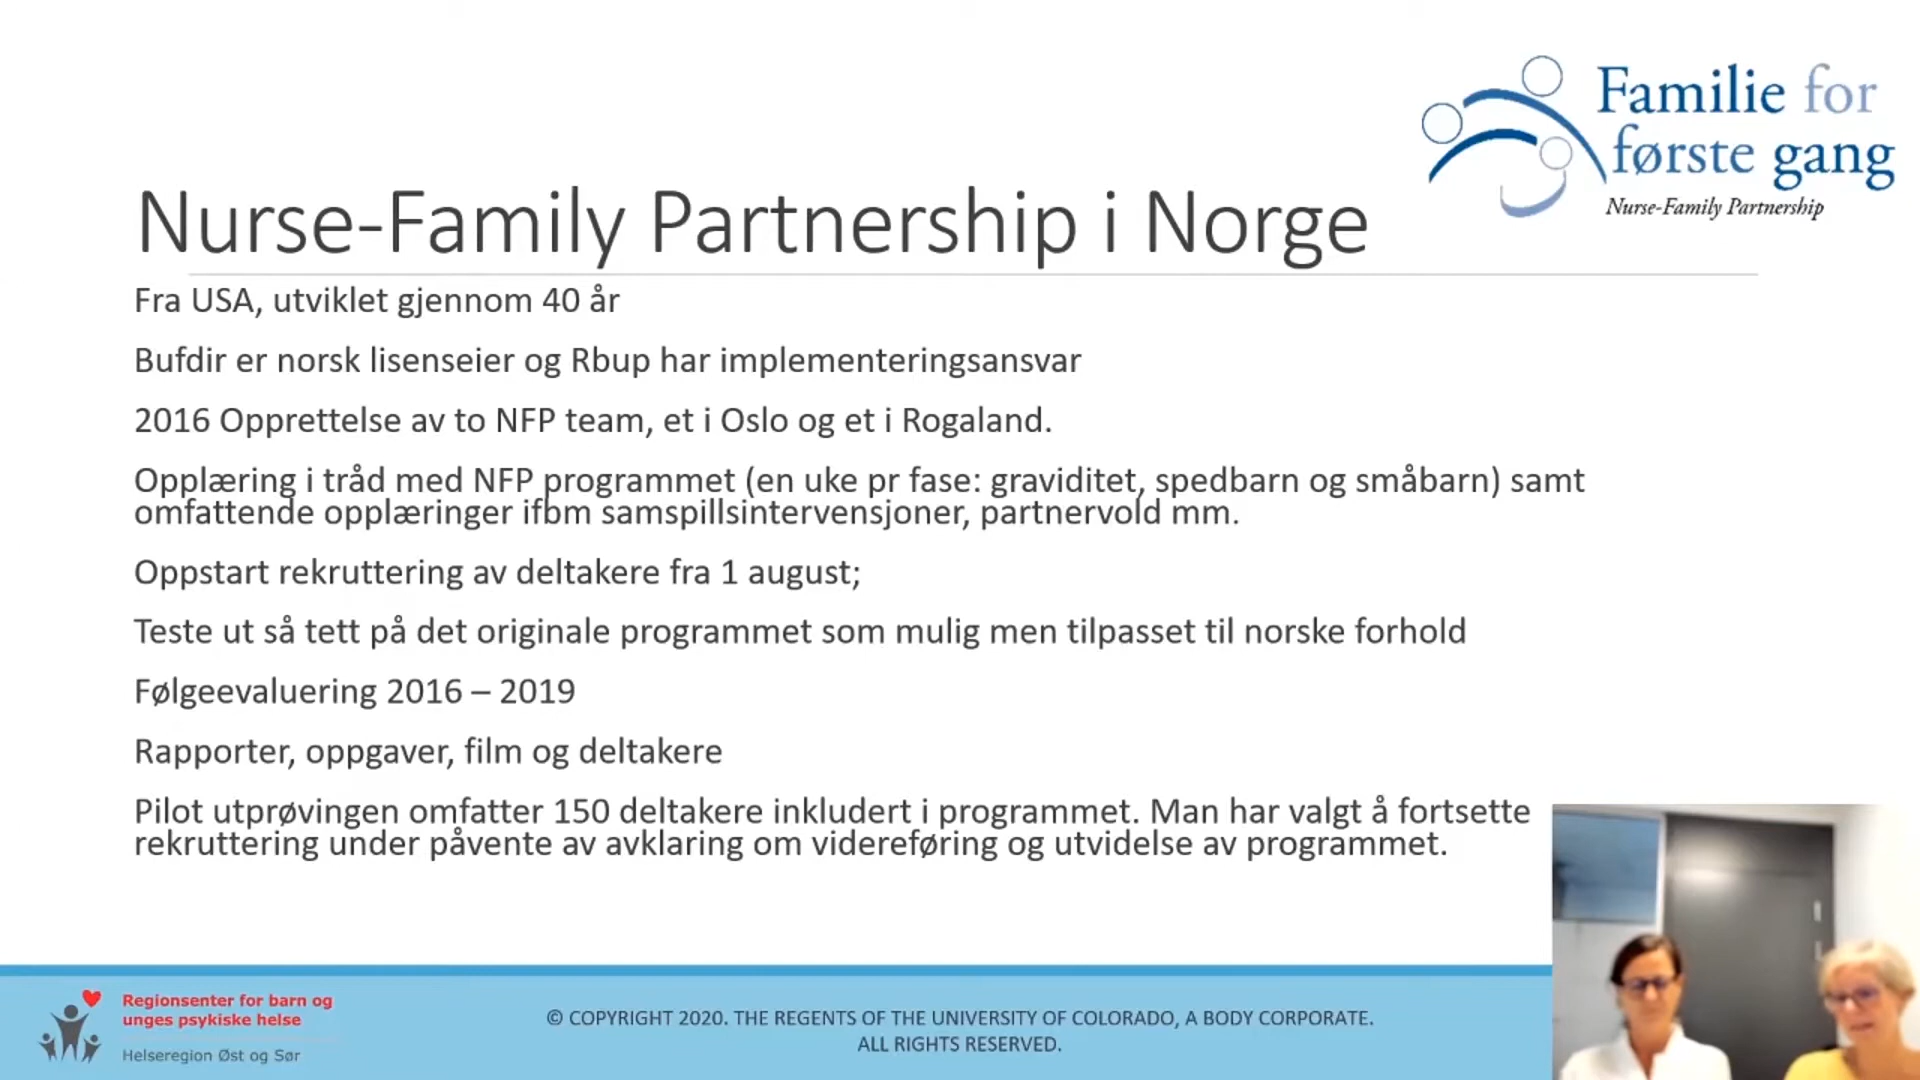 Familie for
første gang
Nurse-Family Partnership
Nurse-Family Partnership i Norge
Fra USA, utviklet gjennom 40 år
Bufdir er norsk lisenseier og Rbup har implementeringsansvar
2016 Opprettelse av to NFP team, et i Oslo og et i Rogaland.
Opplæring i tråd med NFP programmet (en uke pr fase: graviditet, spedbarn og småbarn) samt
omfattende opplæringer ifbm samspillsintervensjoner, partnervold mm.
Oppstart rekruttering av deltakere fra 1 august;
Teste ut så tett på det originale programmet som mulig men tilpasset til norske forhold
Følgeevaluering 2016 – 2019
Rapporter, oppgaver, film og deltakere
Pilot utprøvingen omfatter 150 deltakere inkludert i programmet. Man har valgt å fortsette
rekruttering under påvente av avklaring om videreføring og utvidelse av programmet.
Regionsenter for barn og
unges psykiske helse
Helseregion Øst og Sør
© COPYRIGHT 2020. THE REGENTS OF THE UNIVERSITY OF COLORADO, A BODY CORPORATE.
ALL RIGHTS RESERVED.